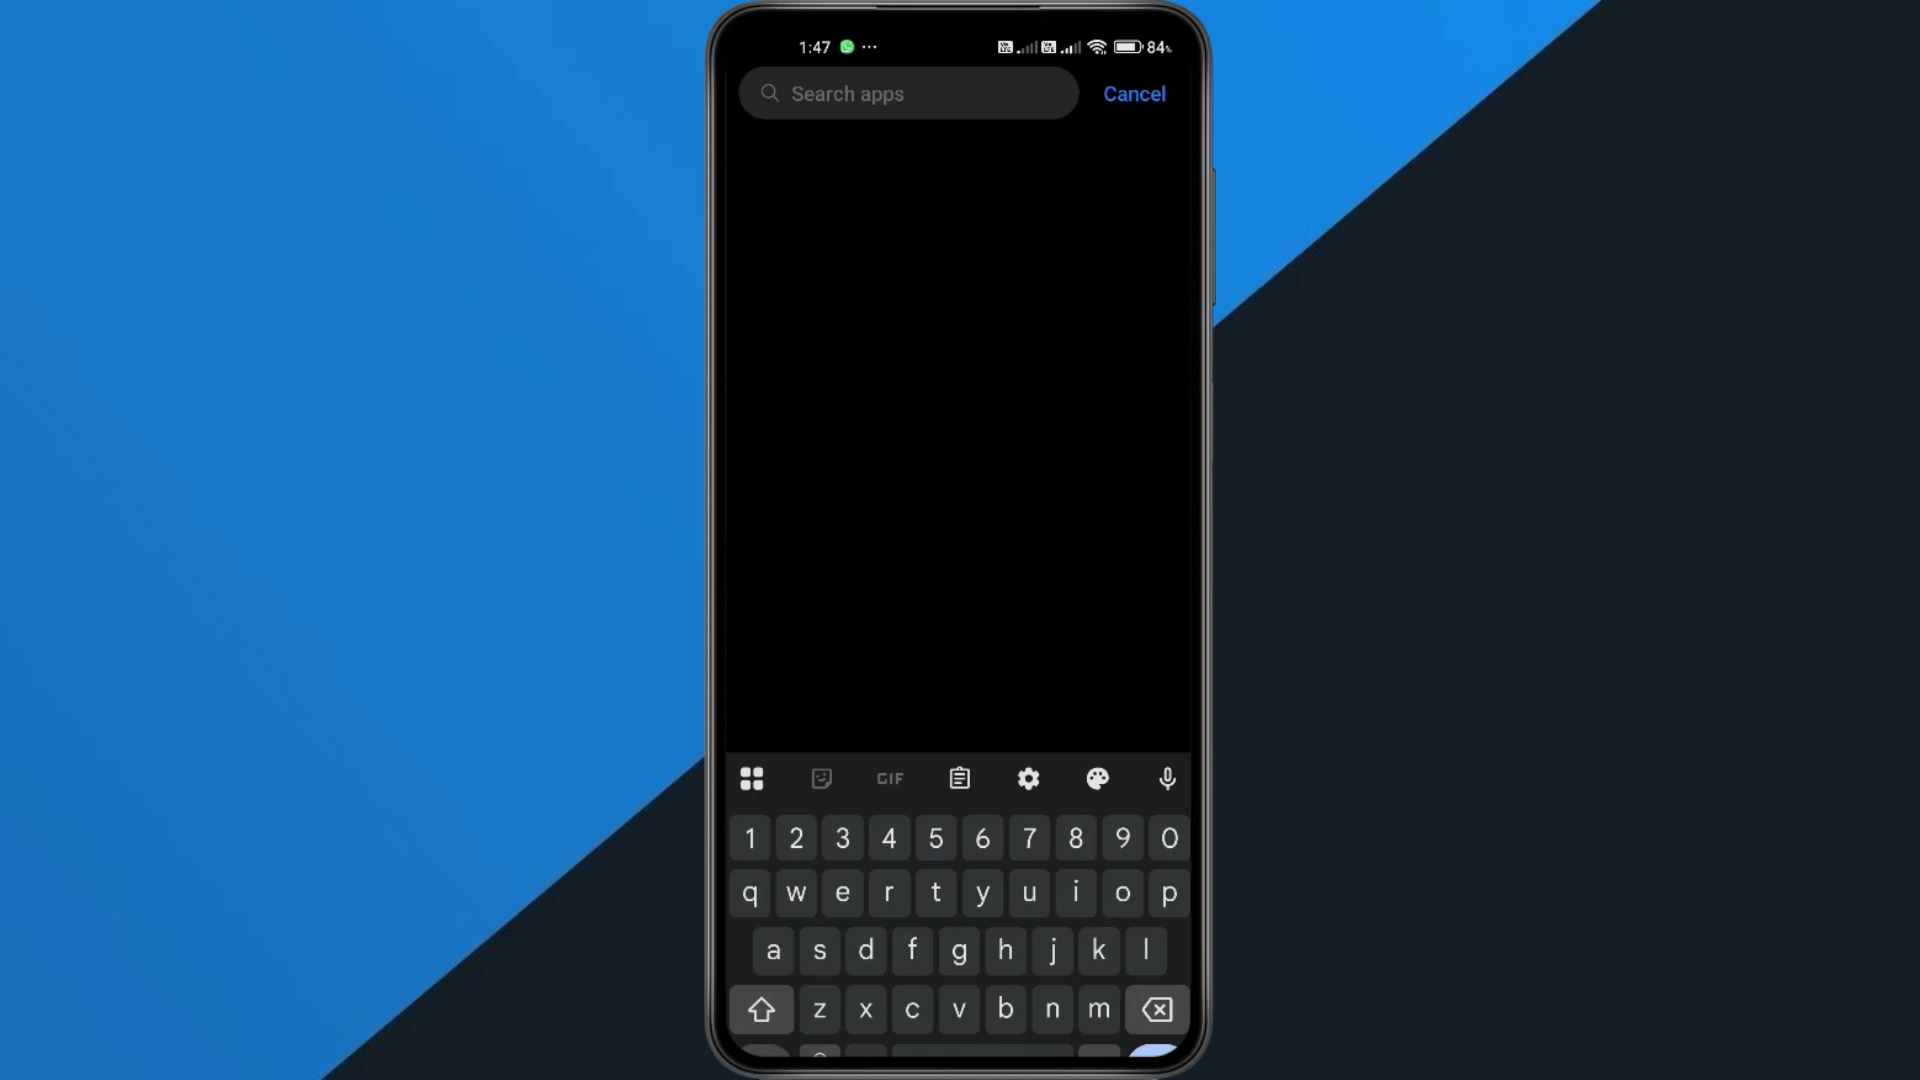 1:47 ... 84%
Search apps Cancel
GIF
1 2 3 4 5 6 7 8 9 0
q w e r t y u i o p
a s d f g h j k l
z x c v b n m